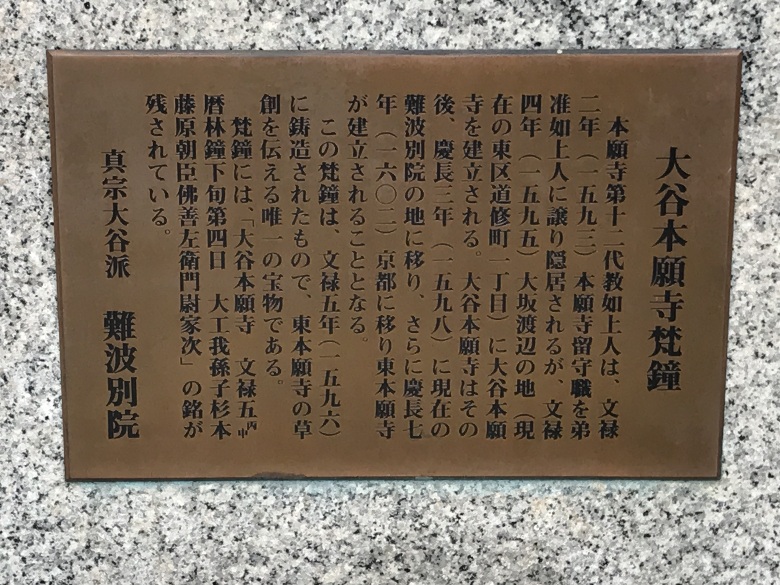 大谷本願寺梵鐘
本願寺第十二代教如上人は、文禄
二年（一五九三）本願寺留守職を弟
准如上人に譲り隠居されるが、文禄
四年（一五九五）大坂渡辺の地（現
在の東区道修町一丁目）に大谷本願
寺を建立される。大谷本願寺はその
後、慶長三年（一五九八）に現在の
難波別院の地に移り、さらに慶長七
年（一六〇二）京都に移り東本願寺
が建立されることとなる。
この梵鐘は、文禄五年（一五九六）
に鋳造されたもので、東本願寺の草
創を伝える唯一の宝物である。
梵鐘には「大谷本願寺　文禄五丙申
暦林鐘下旬第四日　大工我孫子杉本
藤原朝臣佛善左衛門尉家次」の銘が
残されている。
真宗大谷派　難波別院